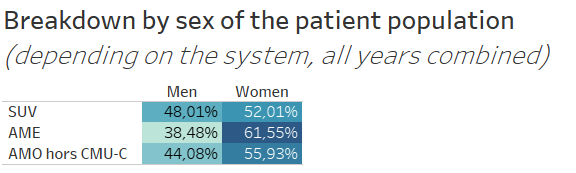 Breakdown by sex of the patient population
(depending on the system, all years combined)
Men Women
SUV 48,01% 52,01%
AME 38,48% 61,55%
AMO hors CMU-C 44,08% 55,93%